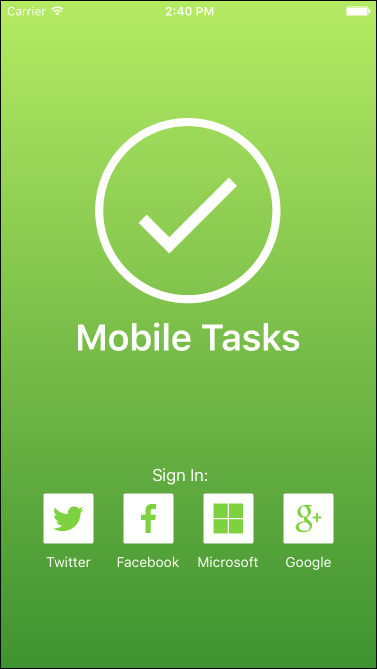 Carrier 2:40 PM
Mobile Tasks
Sign In:
f g+
Twitter Facebook Microsoft Google